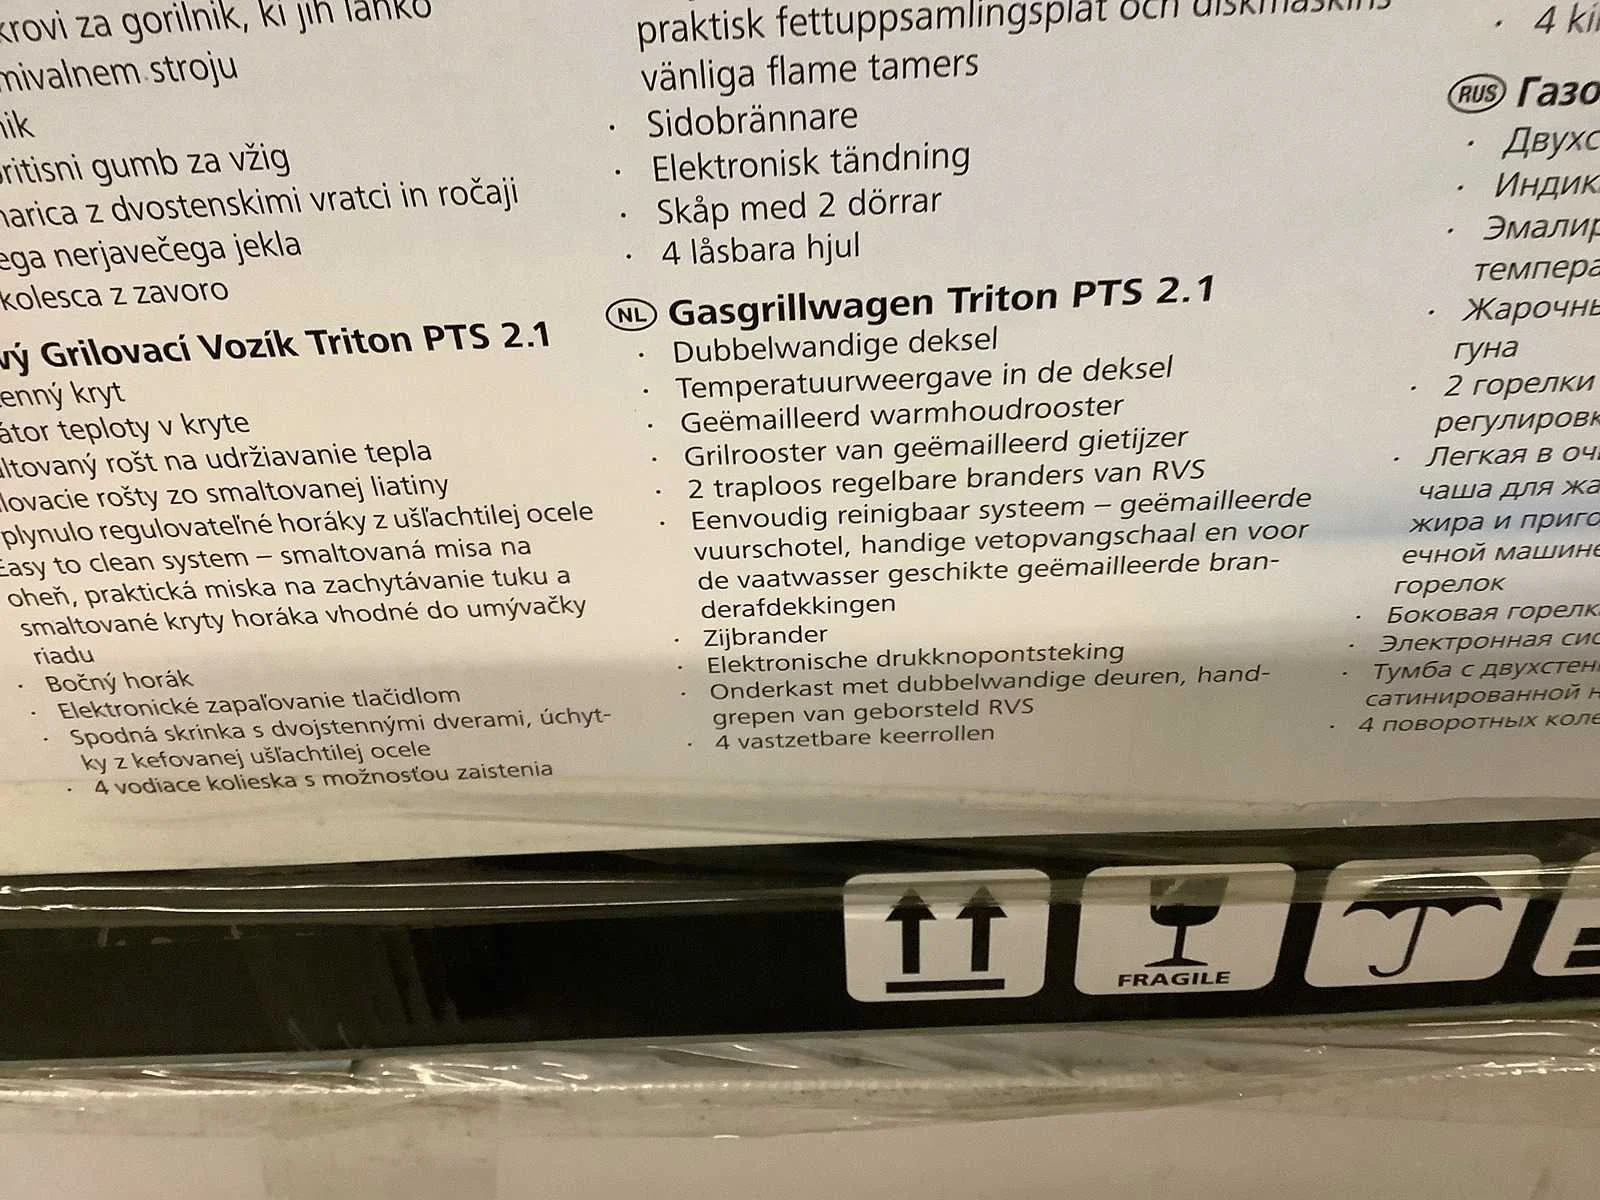 krovi za gorilnik, ki jih lahko
mivalnem stroju
nik
pritisni gumb za vžig
marica z dvostenskimi vratci in ročaji
ega nerjavečega jekla
kolesca z zavoro
vý Grilovací Vozík Triton PTS 2.1
enný kryt
átor teploty v kryte
ltovaný rošt na udržiavanie tepla
lovacie rošty zo smaltovanej liatiny
plynulo regulovateľné horáky z ušľachtilej ocele
Easy to clean system – smaltovaná misa na
oheň, praktická miska na zachytávanie tuku a
smaltované kryty horáka vhodné do umývačky
riadu
· Bočný horák
· Elektronické zapaľovanie tlačidlom
· Spodná skrinka s dvojstennými dverami, úchyt-
ky z kefovanej ušľachtilej ocele
· 4 vodiace kolieska s možnosťou zaistenia
praktisk fettuppsamlingsplåt och diskmaskins
vänliga flame tamers
· Sidobrännare
· Elektronisk tändning
· Skåp med 2 dörrar
· 4 låsbara hjul
NL Gasgrillwagen Triton PTS 2.1
· Dubbelwandige deksel
· Temperatuurweergave in de deksel
· Geëmailleerd warmhoudrooster
· Grilrooster van geëmailleerd gietijzer
· 2 traploos regelbare branders van RVS
· Eenvoudig reinigbaar systeem – geëmailleerde
vuurschotel, handige vetopvangschaal en voor
de vaatwasser geschikte geëmailleerde bran-
derafdekkingen
· Zijbrander
· Elektronische drukknopontsteking
· Onderkast met dubbelwandige deuren, hand-
grepen van geborsteld RVS
· 4 vastzetbare keerrollen
· 4 ki
RUS Газо
· Двухс
· Индик
· Эмалир
темпера
· Жарочны
гуна
· 2 горелки
регулировк
· Легкая в очи
чаша для жа
жира и приго
ечной машине
горелок
· Боковая горелк
· Электронная сис
· Тумба с двухстен
сатинированной н
· 4 поворотных коле
FRAGILE